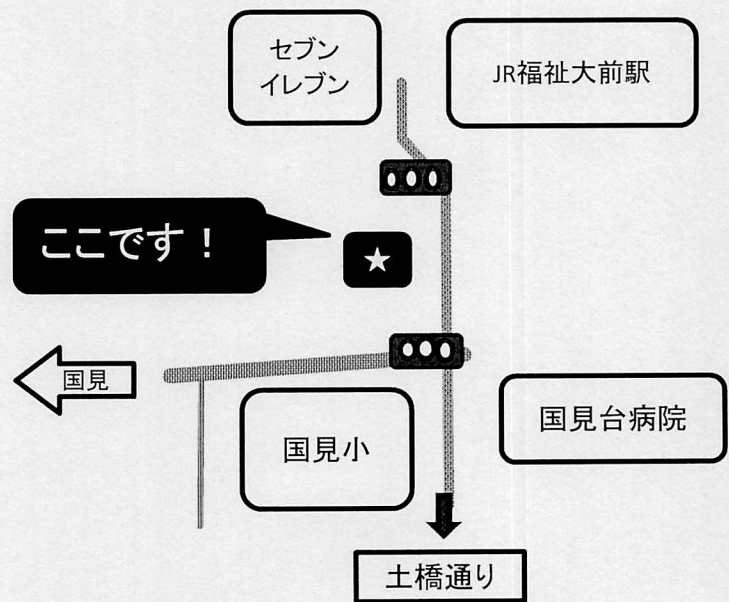 セブン
イレブン
JR福祉大前駅
ここです！
国見
国見小
国見台病院
土橋通り